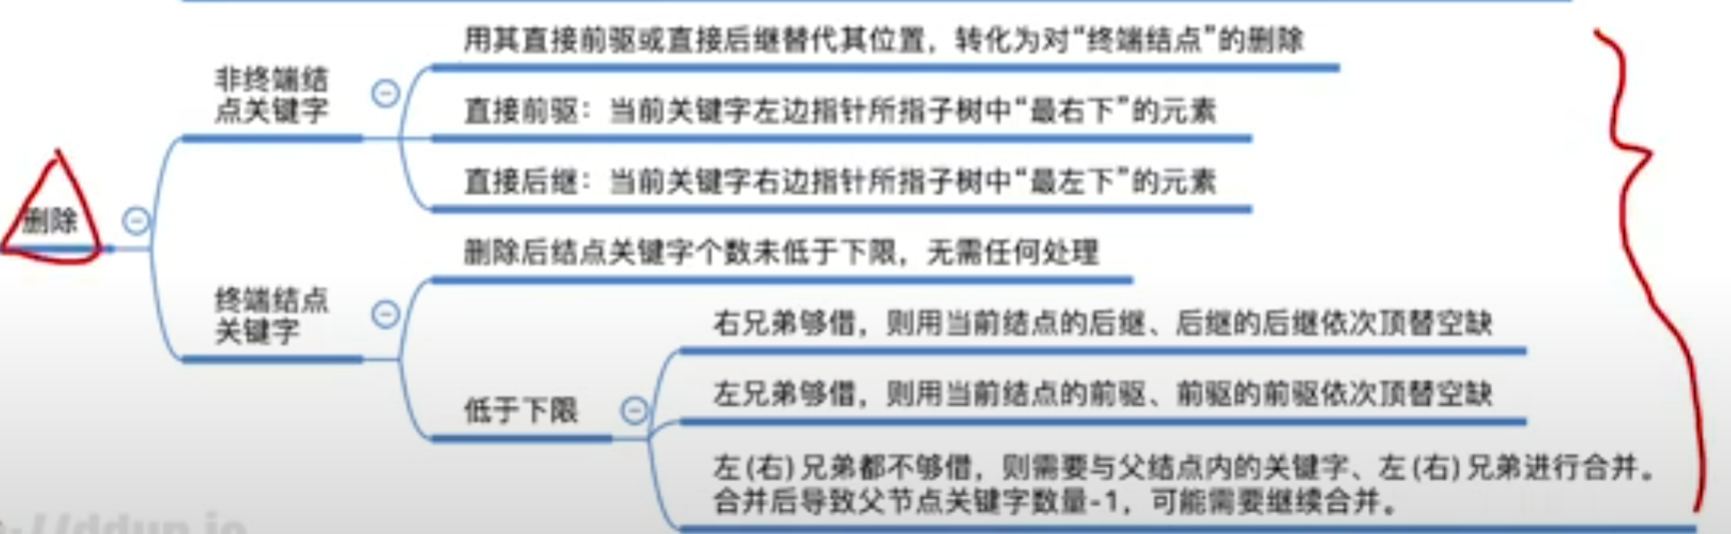 用其直接前驱或直接后继替代其位置，转化为对“终端结点”的删除
非终端结
点关键字
直接前驱：当前关键字左边指针所指子树中“最右下”的元素
直接后继：当前关键字右边指针所指子树中“最左下”的元素
删除
删除后结点关键字个数未低于下限，无需任何处理
终端结点
关键字
右兄弟够借，则用当前结点的后继、后继的后继依次顶替空缺
低于下限
左兄弟够借，则用当前结点的前驱、前驱的前驱依次顶替空缺
左(右)兄弟都不够借，则需要与父结点内的关键字、左(右)兄弟进行合并。
合并后导致父节点关键字数量-1，可能需要继续合并。